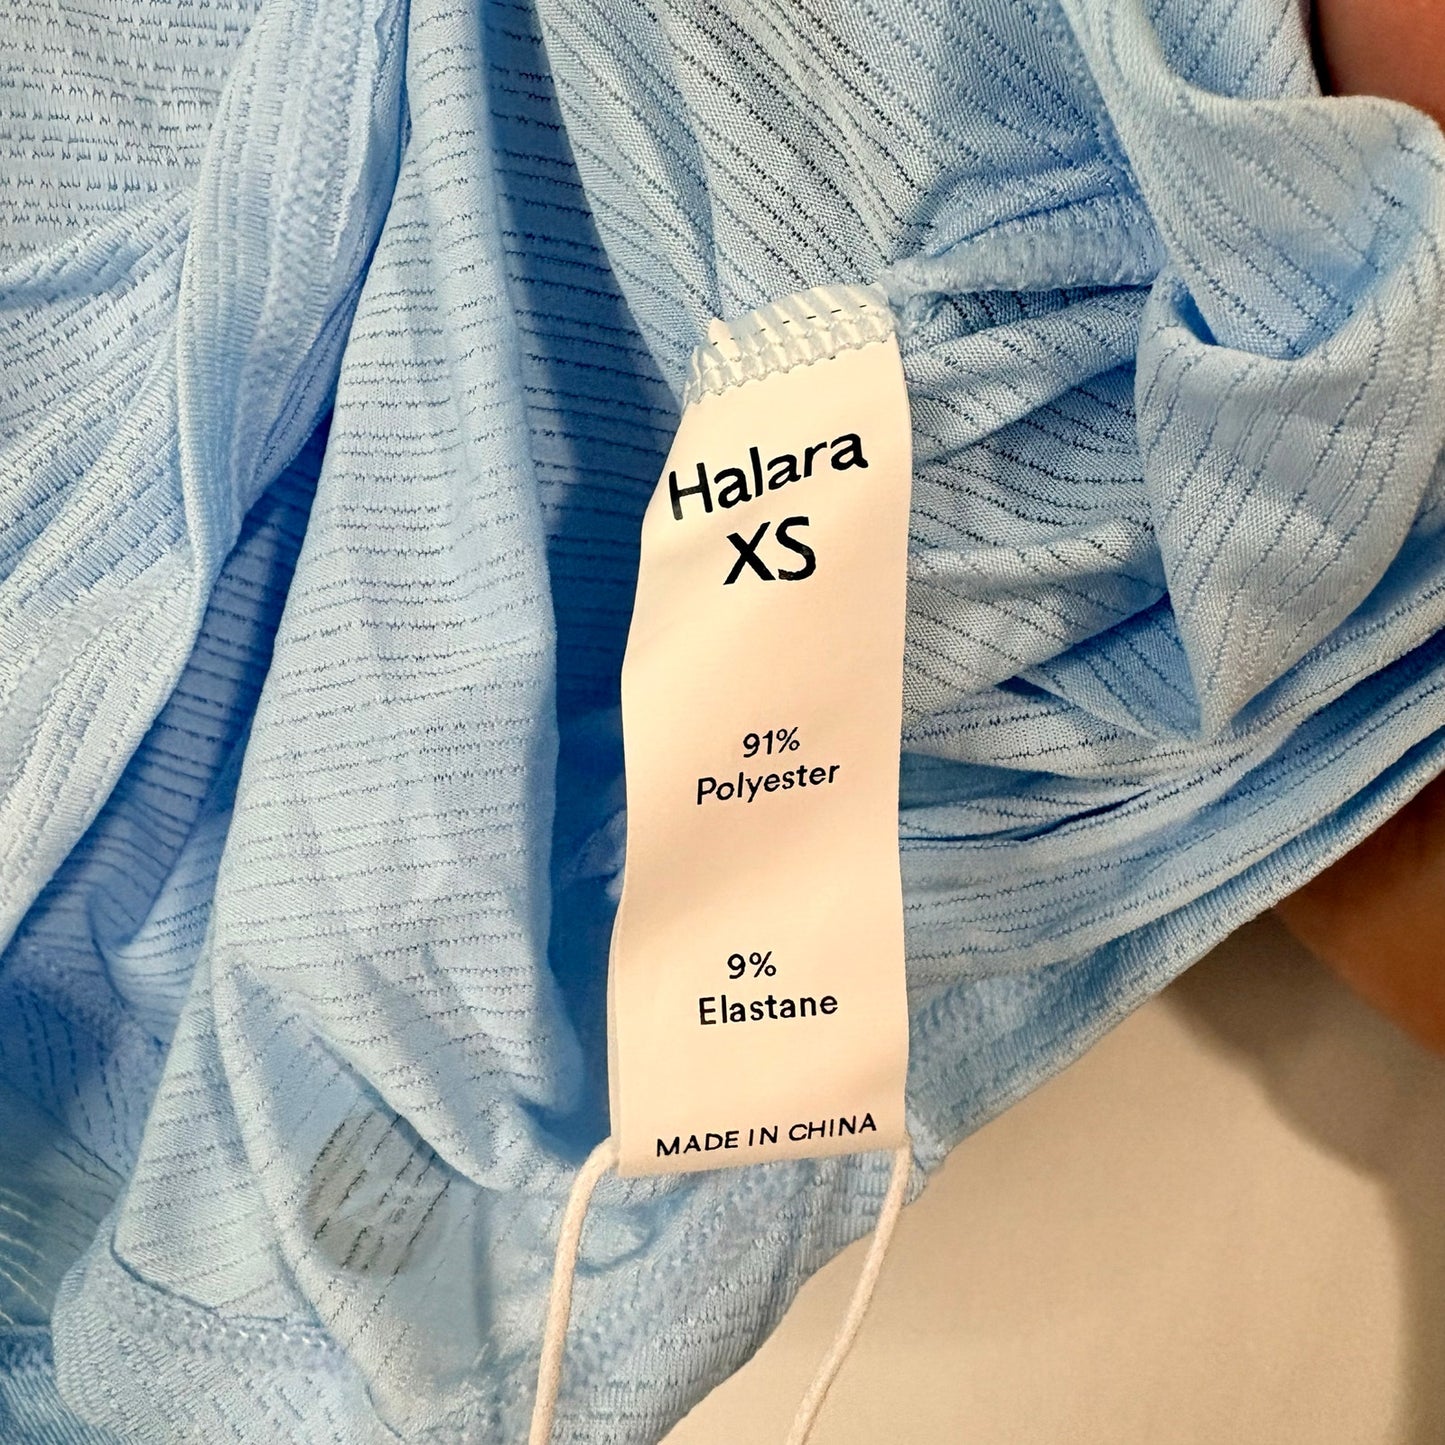 Halara
XS
91%
Polyester
9%
Elastane
MADE IN CHINA